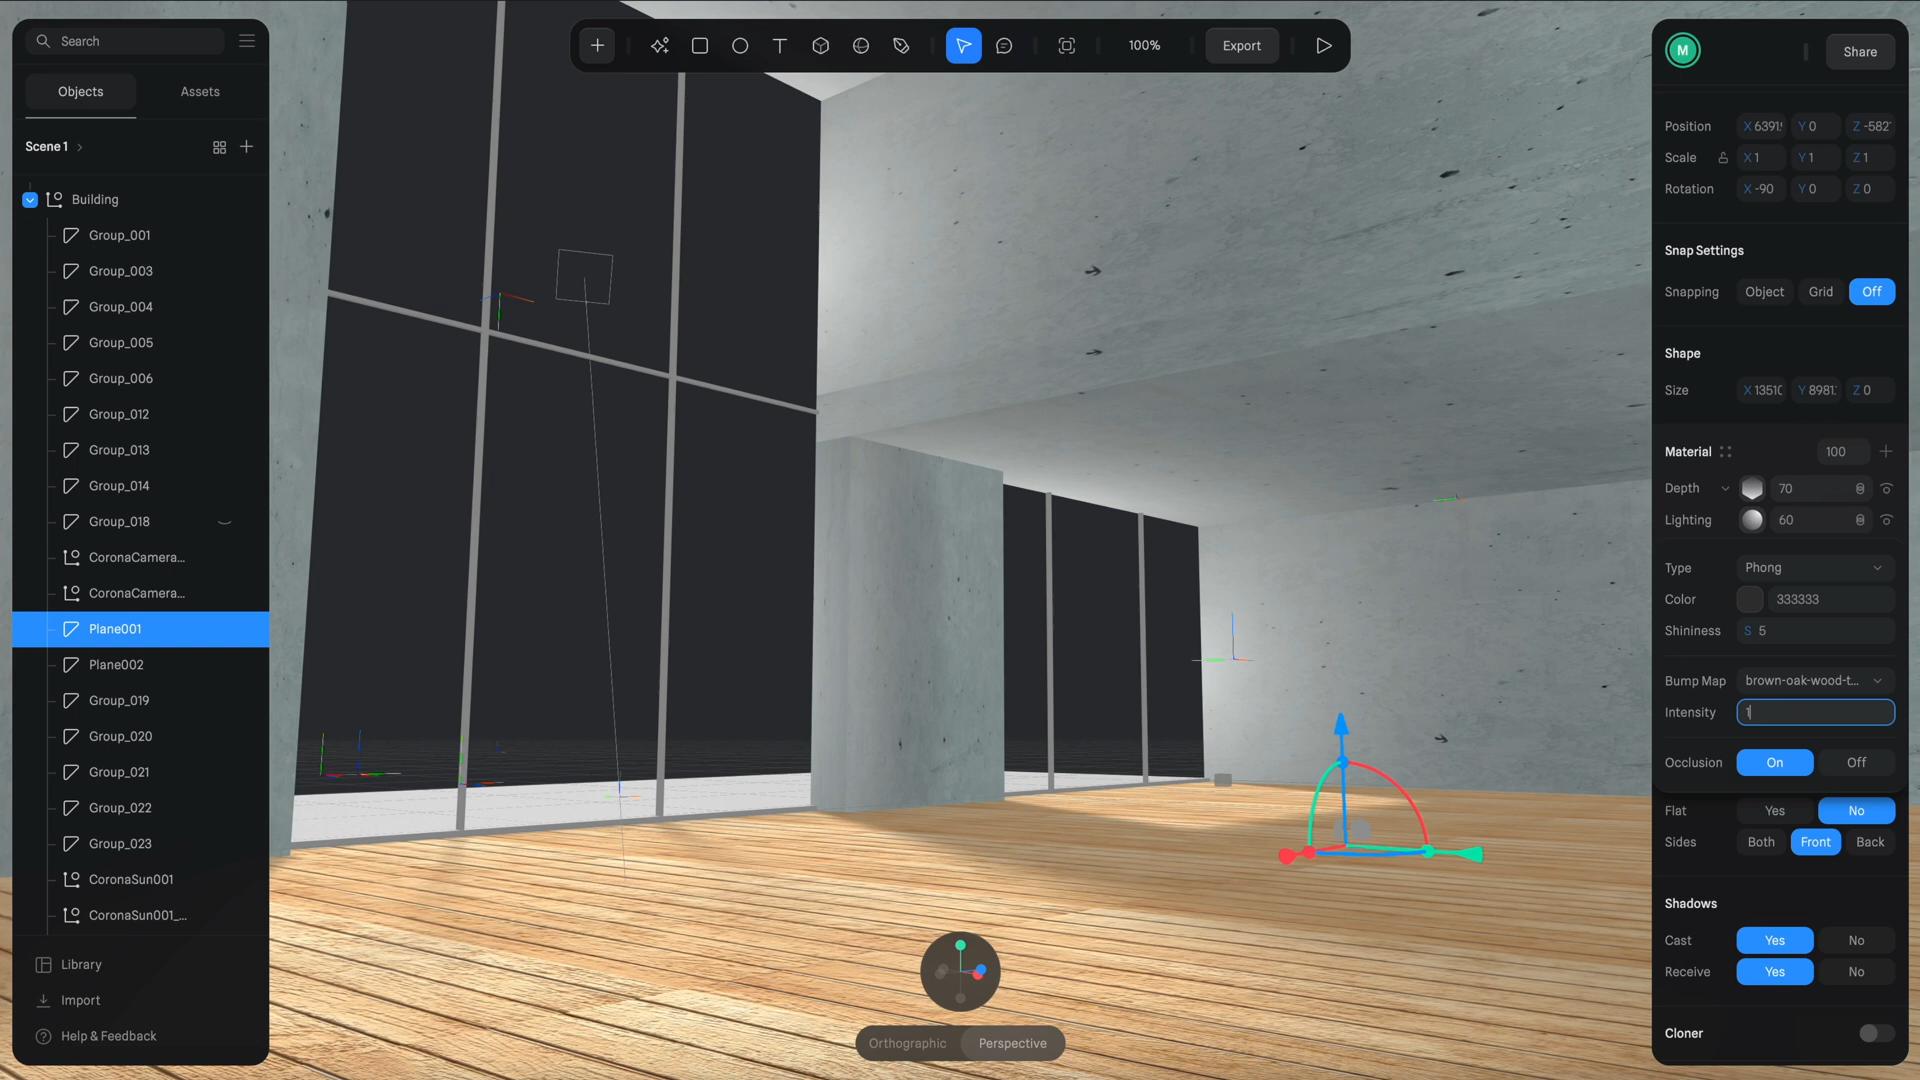 Search
Objects
Assets
Scene 1
Building
Group_001
Group_003
Group_004
Group_005
Group_006
Group_012
Group_013
Group_014
Group_018
CoronaCamera...
CoronaCamera...
Plane001
Plane002
Group_019
Group_020
Group_021
Group_022
Group_023
CoronaSun001
CoronaSun001_...
Library
Import
Help & Feedback
100%
Export
Orthographic
Perspective
M
Share
Position X 6391 Y 0 Z -582
Scale X 1 Y 1 Z 1
Rotation X -90 Y 0 Z 0
Snap Settings
Snapping Object Grid Off
Shape
Size X 13510 Y 8981 Z 0
Material 100
Depth 70
Lighting 60
Type Phong
Color 333333
Shininess S 5
Bump Map brown-oak-wood-t...
Intensity 1
Occlusion On Off
Flat Yes No
Sides Both Front Back
Shadows
Cast Yes No
Receive Yes No
Cloner